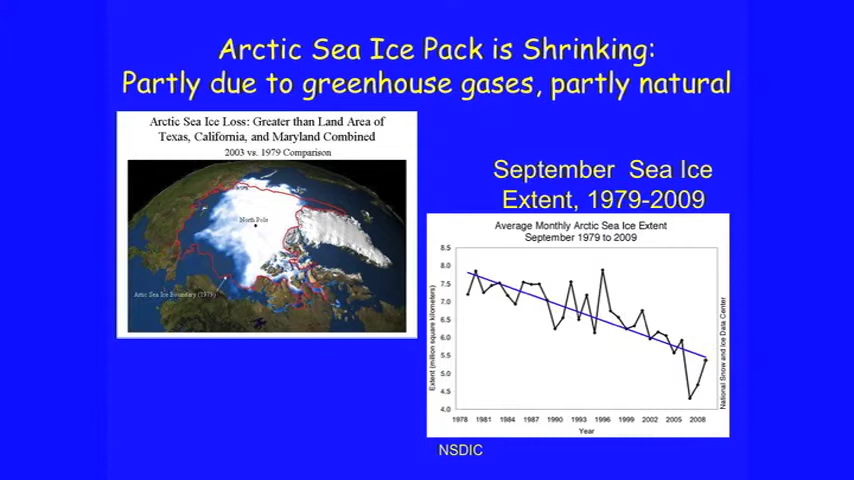 Arctic Sea Ice Pack is Shrinking:
Partly due to greenhouse gases, partly natural
Arctic Sea Ice Loss: Greater than Land Area of
Texas, California, and Maryland Combined
2003 vs. 1979 Comparison
North Pole
Arctic Sea Ice Boundary (1979)
September Sea Ice
Extent, 1979-2009
Average Monthly Arctic Sea Ice Extent
September 1979 to 2009
Extent (million square kilometers)
8.5
8.0
7.5
7.0
6.5
6.0
5.5
5.0
4.5
4.0
1978 1981 1984 1987 1990 1993 1996 1999 2002 2005 2008
Year
National Snow and Ice Data Center
NSDIC